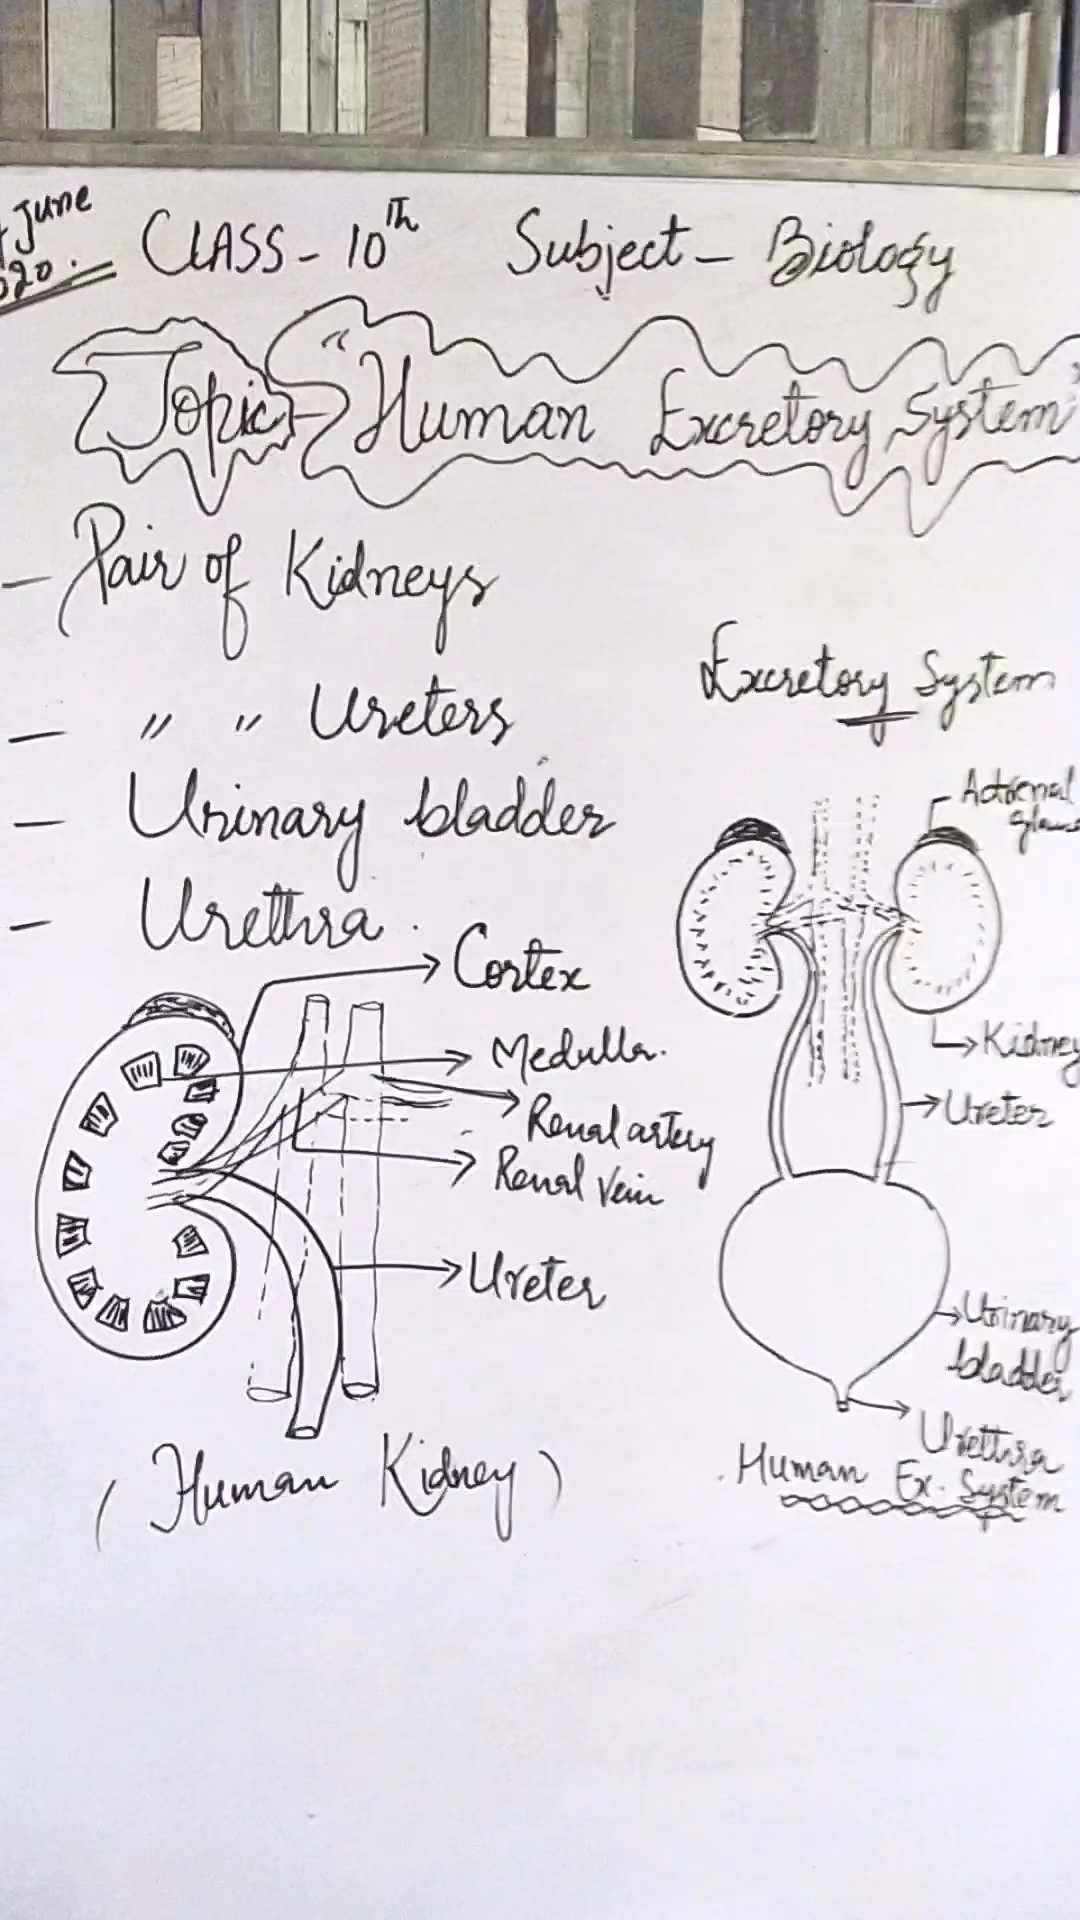 June
CLASS - 10th Subject - Biology
Topic - "Human Excretory System"
- Pair of Kidneys
- " " Ureters
- Urinary bladder
- Urethra
Excretory System
Adrenal
Cortex
Medulla.
Renal artery
Renal vein
Ureter
(Human Kidney)
Kidney
Ureter
Urinary
bladder
Urethra
Human Ex. System